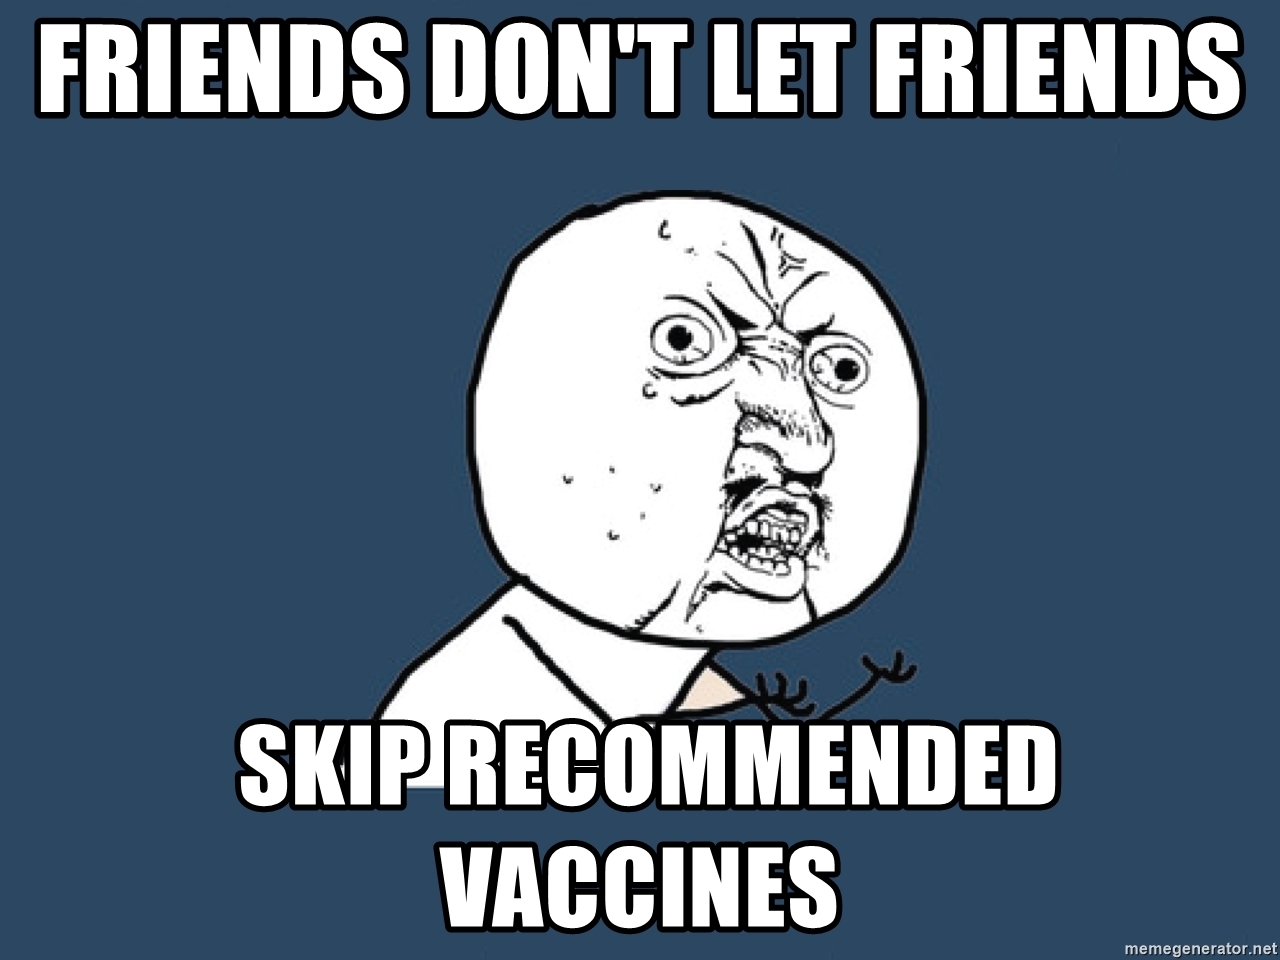 FRIENDS DON'T LET FRIENDS
SKIP RECOMMENDED
VACCINES
memegenerator.net